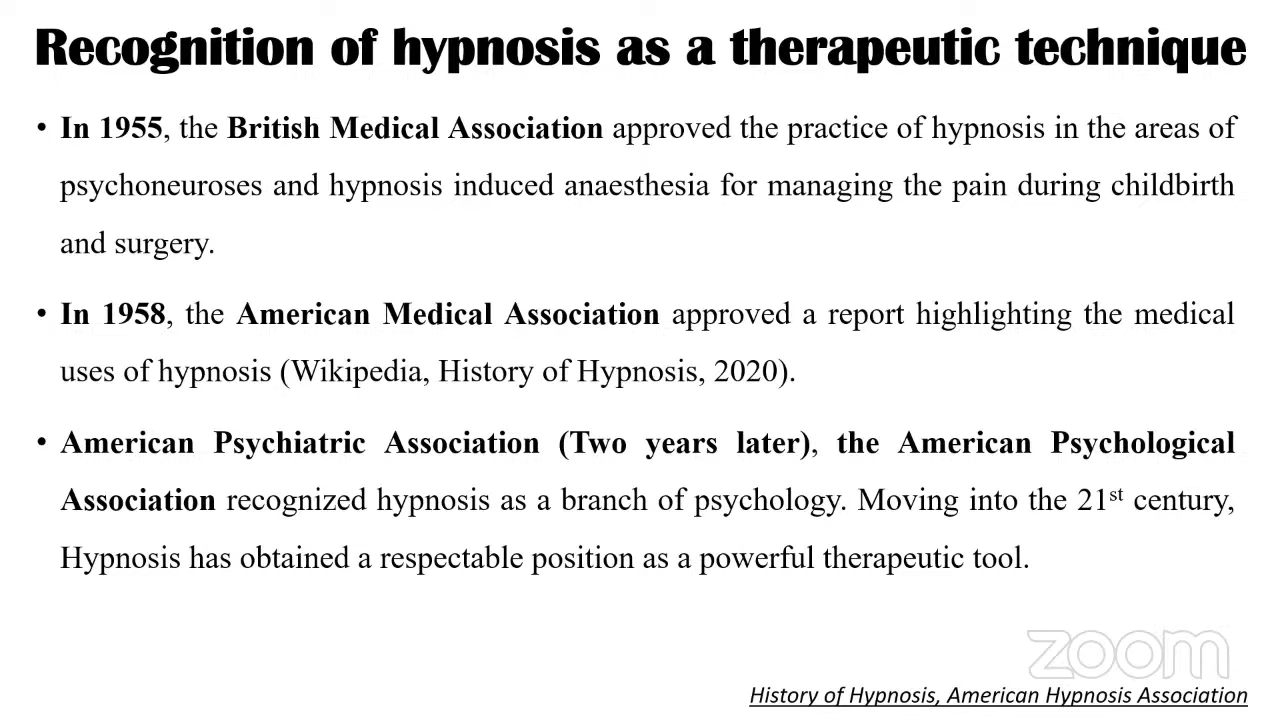 Recognition of hypnosis as a therapeutic technique
• In 1955, the British Medical Association approved the practice of hypnosis in the areas of
psychoneuroses and hypnosis induced anaesthesia for managing the pain during childbirth
and surgery.
• In 1958, the American Medical Association approved a report highlighting the medical
uses of hypnosis (Wikipedia, History of Hypnosis, 2020).
• American Psychiatric Association (Two years later), the American Psychological
Association recognized hypnosis as a branch of psychology. Moving into the 21st century,
Hypnosis has obtained a respectable position as a powerful therapeutic tool.
zoom
History of Hypnosis, American Hypnosis Association